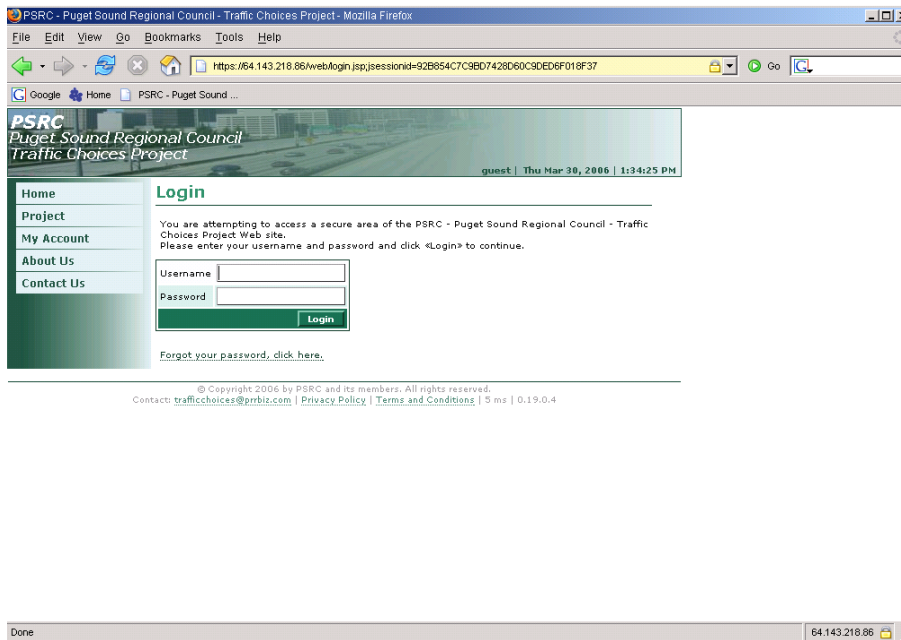 PSRC - Puget Sound Regional Council - Traffic Choices Project - Mozilla Firefox
File Edit View Go Bookmarks Tools Help
https://64.143.218.86/web/login.jsp;jsessionid=92B854C7C9BD7428D60C9DED6F018F37
Go
G
Google Home PSRC - Puget Sound ...
PSRC
Puget Sound Regional Council
Traffic Choices Project
guest | Thu Mar 30, 2006 | 1:34:25 PM
Home
Project
My Account
About Us
Contact Us
Login
You are attempting to access a secure area of the PSRC - Puget Sound Regional Council - Traffic
Choices Project Web site.
Please enter your username and password and click «Login» to continue.
Username
Password
Login
Forgot your password, click here.
© Copyright 2006 by PSRC and its members. All rights reserved.
Contact: trafficchoices@prrbiz.com | Privacy Policy | Terms and Conditions | 5 ms | 0.19.0.4
Done
64.143.218.86